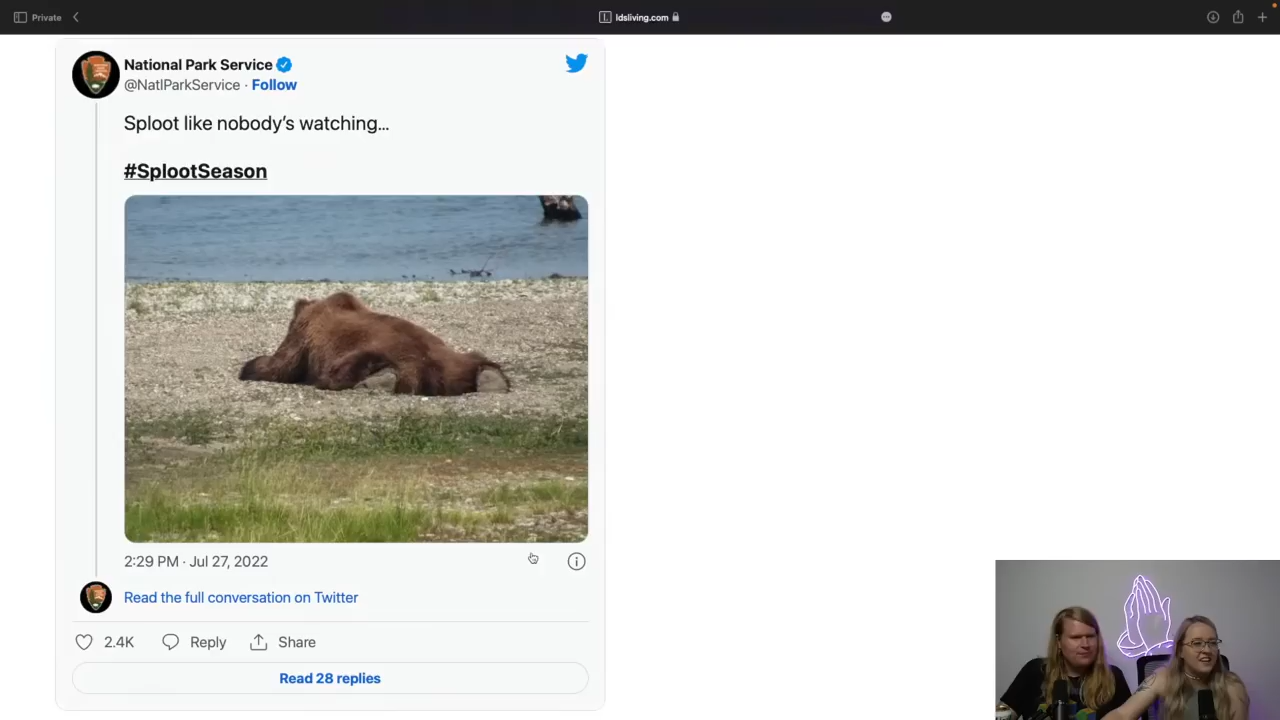 Private
ldsliving.com
National Park Service
@NatlParkService · Follow
Sploot like nobody's watching...
#SplootSeason
2:29 PM · Jul 27, 2022
Read the full conversation on Twitter
2.4K Reply Share
Read 28 replies